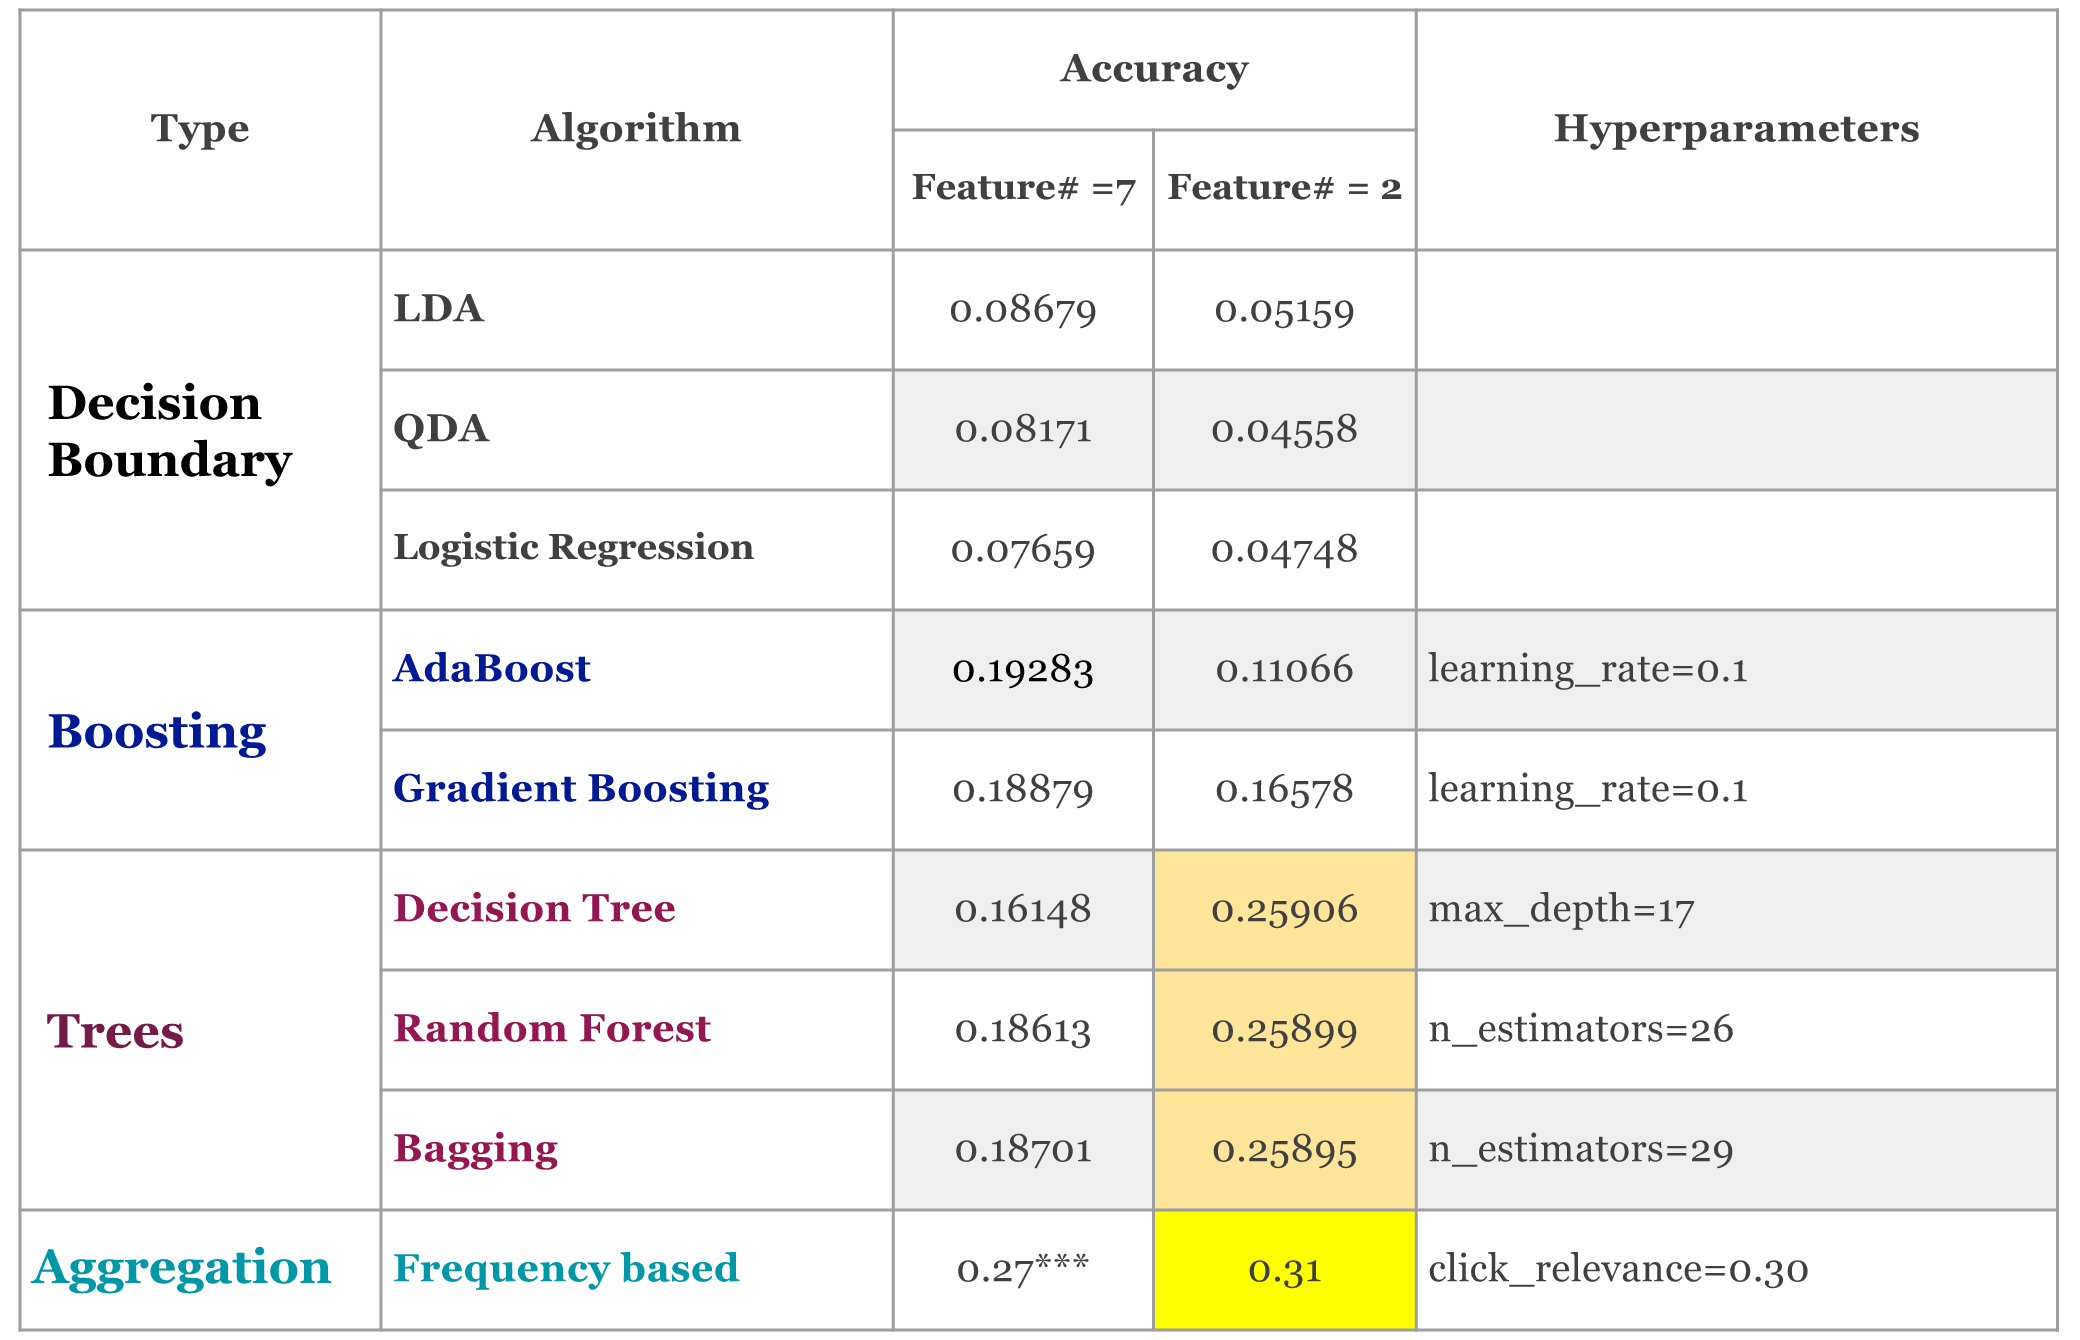 Type Algorithm Accuracy Hyperparameters
Feature# =7 Feature# = 2
Decision
Boundary
LDA 0.08679 0.05159
QDA 0.08171 0.04558
Logistic Regression 0.07659 0.04748
Boosting
AdaBoost 0.19283 0.11066 learning_rate=0.1
Gradient Boosting 0.18879 0.16578 learning_rate=0.1
Trees
Decision Tree 0.16148 0.25906 max_depth=17
Random Forest 0.18613 0.25899 n_estimators=26
Bagging 0.18701 0.25895 n_estimators=29
Aggregation Frequency based 0.27*** 0.31 click_relevance=0.30